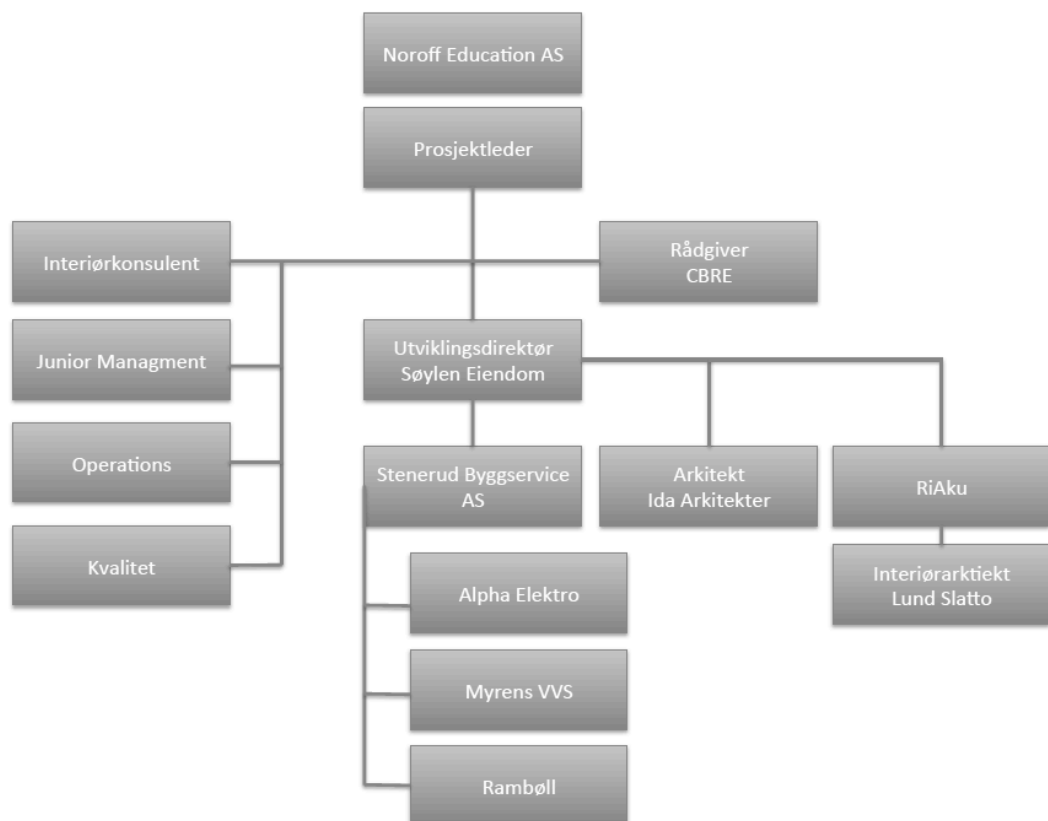 Noroff Education AS
Prosjektleder
Interiørkonsulent
Rådgiver
CBRE
Junior Managment
Utviklingsdirektør
Søylen Eiendom
Operations
Stenerud Byggservice
AS
Arkitekt
Ida Arkitekter
RiAku
Kvalitet
Interiørarktiekt
Lund Slatto
Alpha Elektro
Myrens VVS
Rambøll